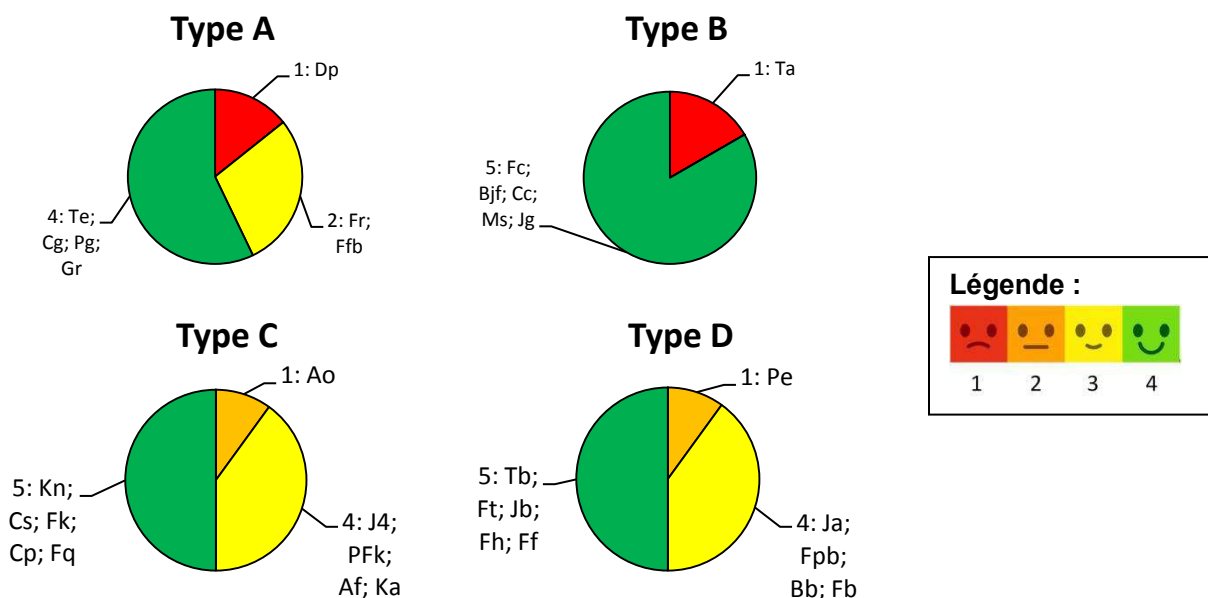 Type A
1: Dp
4: Te;
Cg; Pg;
Gr
2: Fr;
Ffb
Type B
1: Ta
5: Fc;
Bjf; Cc;
Ms; Jg
Légende :
1 2 3 4
Type C
1: Ao
5: Kn;
Cs; Fk;
Cp; Fq
4: J4;
PFk;
Af; Ka
Type D
1: Pe
5: Tb;
Ft; Jb;
Fh; Ff
4: Ja;
Fpb;
Bb; Fb